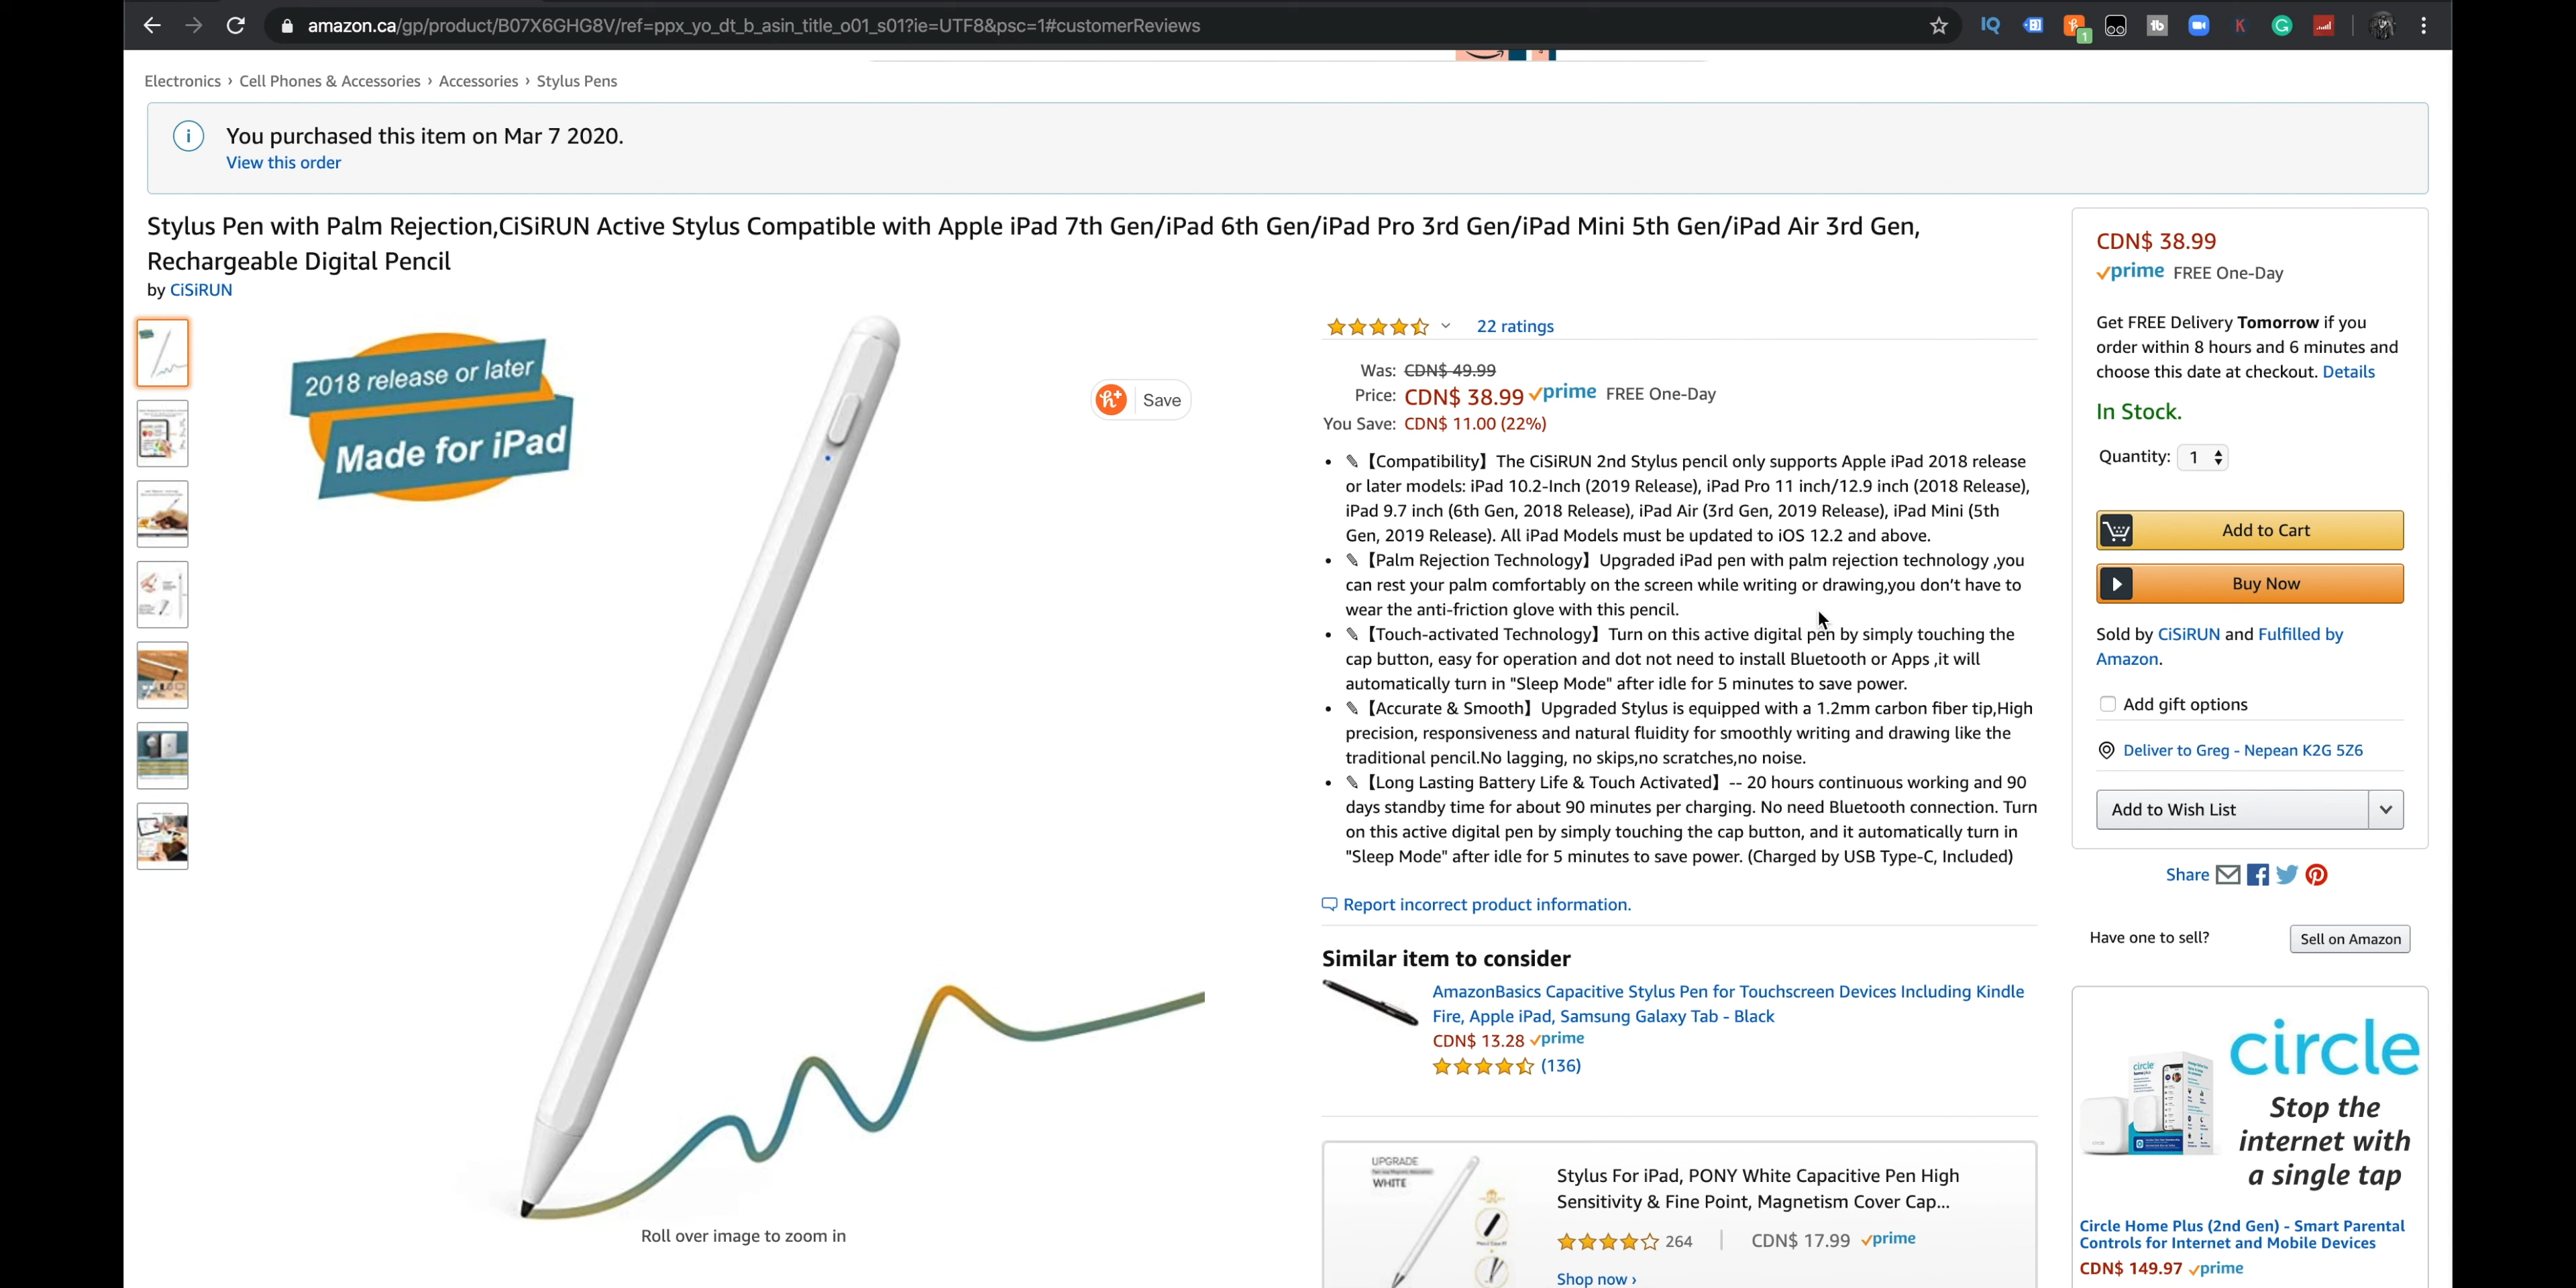 amazon.ca/gp/product/B07X6GHG8V/ref=ppx_yo_dt_b_asin_title_o01_s01?ie=UTF8&psc=1#customerReviews
Electronics › Cell Phones & Accessories › Accessories › Stylus Pens
You purchased this item on Mar 7 2020.
View this order
Stylus Pen with Palm Rejection,CiSiRUN Active Stylus Compatible with Apple iPad 7th Gen/iPad 6th Gen/iPad Pro 3rd Gen/iPad Mini 5th Gen/iPad Air 3rd Gen,
Rechargeable Digital Pencil
by CiSiRUN
2018 release or later
Made for iPad
Save
Roll over image to zoom in
22 ratings
Was: CDN$ 49.99
Price: CDN$ 38.99 prime FREE One-Day
You Save: CDN$ 11.00 (22%)
• ✎【Compatibility】The CiSiRUN 2nd Stylus pencil only supports Apple iPad 2018 release
or later models: iPad 10.2-Inch (2019 Release), iPad Pro 11 inch/12.9 inch (2018 Release),
iPad 9.7 inch (6th Gen, 2018 Release), iPad Air (3rd Gen, 2019 Release), iPad Mini (5th
Gen, 2019 Release). All iPad Models must be updated to iOS 12.2 and above.
• ✎【Palm Rejection Technology】Upgraded iPad pen with palm rejection technology ,you
can rest your palm comfortably on the screen while writing or drawing,you don't have to
wear the anti-friction glove with this pencil.
• ✎【Touch-activated Technology】Turn on this active digital pen by simply touching the
cap button, easy for operation and dot not need to install Bluetooth or Apps ,it will
automatically turn in "Sleep Mode" after idle for 5 minutes to save power.
• ✎【Accurate & Smooth】Upgraded Stylus is equipped with a 1.2mm carbon fiber tip,High
precision, responsiveness and natural fluidity for smoothly writing and drawing like the
traditional pencil.No lagging, no skips,no scratches,no noise.
• ✎【Long Lasting Battery Life & Touch Activated】-- 20 hours continuous working and 90
days standby time for about 90 minutes per charging. No need Bluetooth connection. Turn
on this active digital pen by simply touching the cap button, and it automatically turn in
"Sleep Mode" after idle for 5 minutes to save power. (Charged by USB Type-C, Included)
Report incorrect product information.
Similar item to consider
AmazonBasics Capacitive Stylus Pen for Touchscreen Devices Including Kindle
Fire, Apple iPad, Samsung Galaxy Tab - Black
CDN$ 13.28 prime
(136)
UPGRADE
WHITE
Stylus For iPad, PONY White Capacitive Pen High
Sensitivity & Fine Point, Magnetism Cover Cap...
264 | CDN$ 17.99 prime
Shop now ›
CDN$ 38.99
prime FREE One-Day
Get FREE Delivery Tomorrow if you
order within 8 hours and 6 minutes and
choose this date at checkout. Details
In Stock.
Quantity: 1
Add to Cart
Buy Now
Sold by CiSiRUN and Fulfilled by
Amazon.
Add gift options
Deliver to Greg - Nepean K2G 5Z6
Add to Wish List
Share
Have one to sell?
Sell on Amazon
circle
Stop the
internet with
a single tap
Circle Home Plus (2nd Gen) - Smart Parental
Controls for Internet and Mobile Devices
CDN$ 149.97 prime